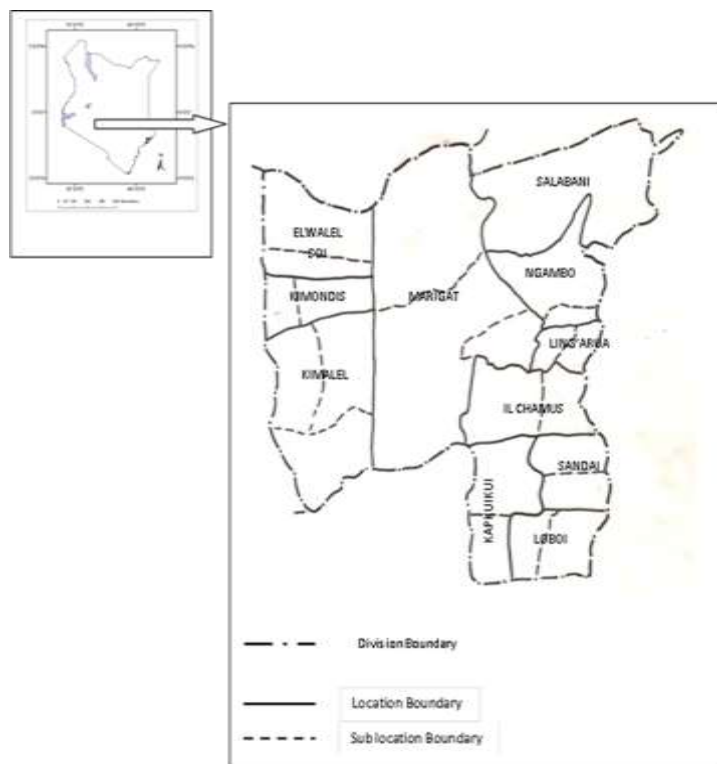 SALABANI
ELWALEL
SOI
NGAMBO
KIMONDIS
MARIGAT
LING'ARUA
KIMALEL
IL CHAMUS
SANDAI
KAPKUIKUI
LOBOI
Division Boundary
Location Boundary
Sub location Boundary